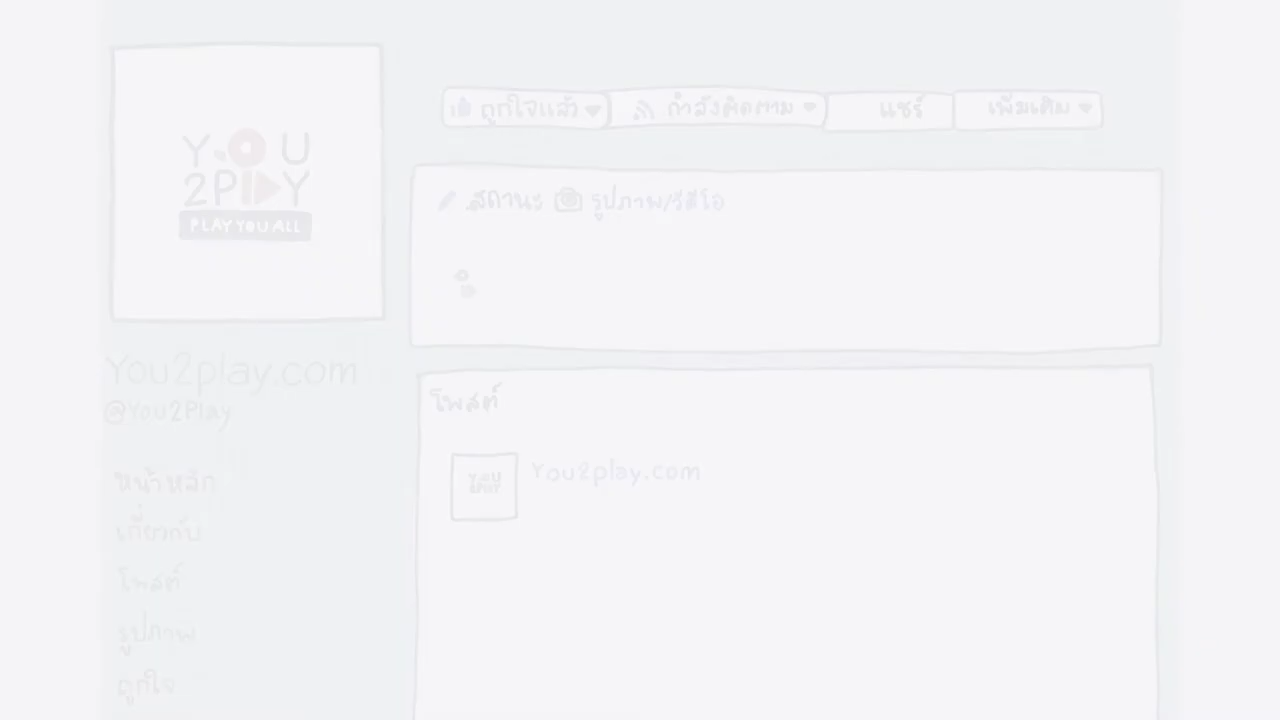 YOU
2PLAY
PLAY YOU ALL
ถูกใจแล้ว กำลังติดตาม แชร์ เพิ่มเติม
สถานะ รูปภาพ/วีดีโอ
You2play.com
@You2Play
หน้าหลัก
เกี่ยวกับ
โพสต์
รูปภาพ
ถูกใจ
โพสต์
YOU
2PLAY
You2play.com